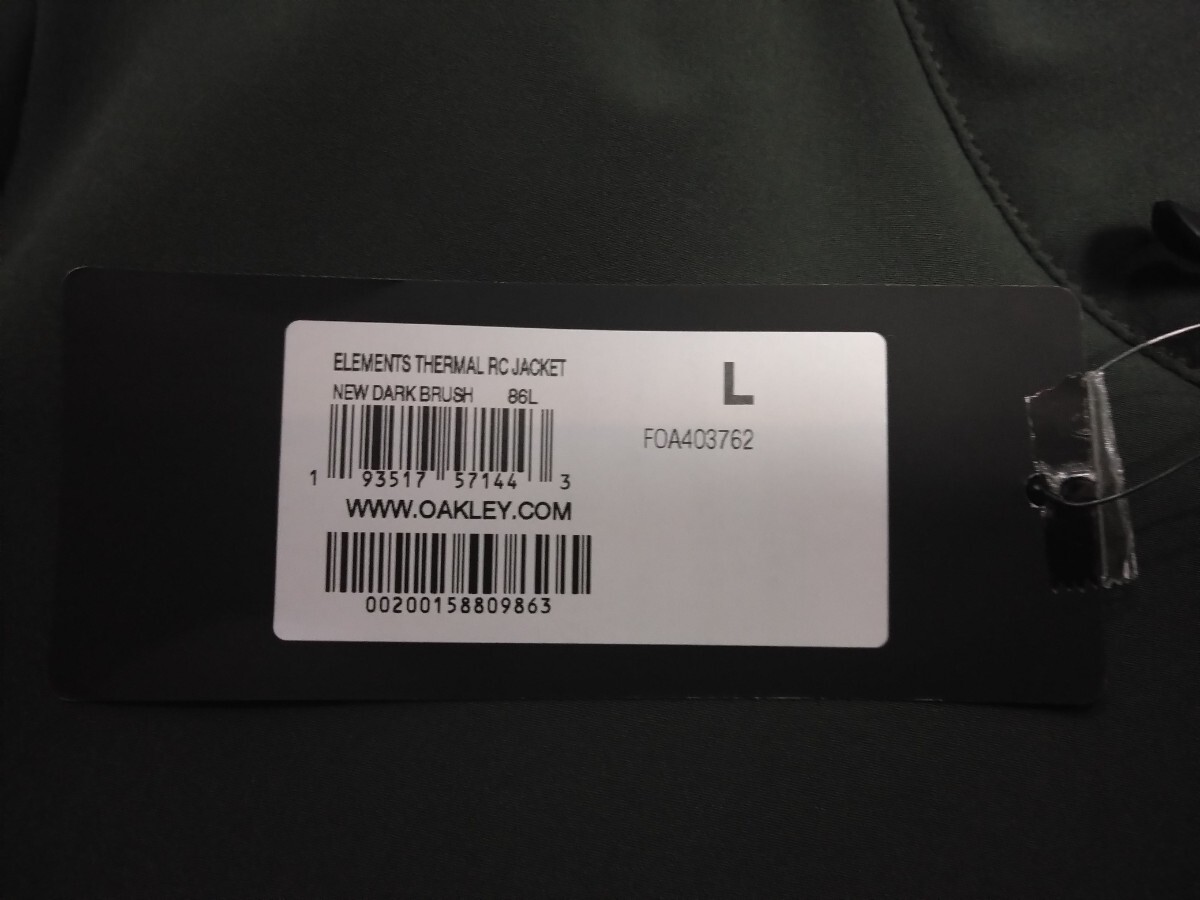 ELEMENTS THERMAL RC JACKET
NEW DARK BRUSH 86L
1 93517 57144 3
WWW.OAKLEY.COM
00200158809863
L
FOA403762